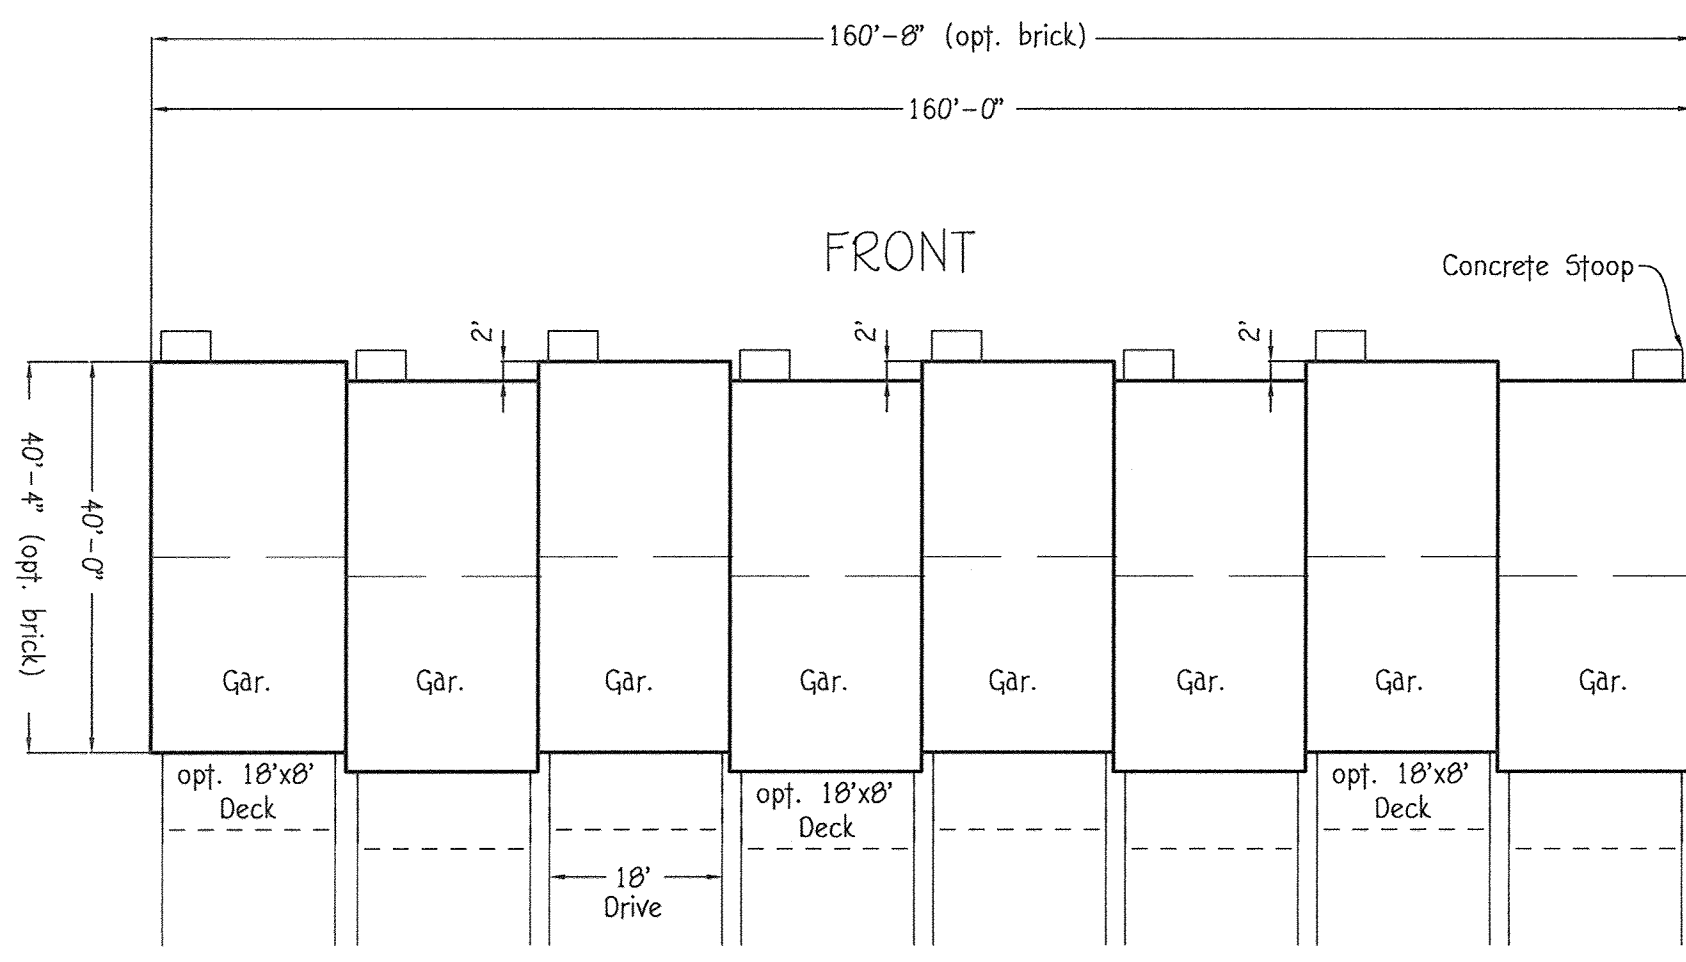 160'-8" (opt. brick)
160'-0"
FRONT
Concrete Stoop
2'
2'
2'
40'-4" (opt. brick)
40'-0"
Gar.
Gar.
Gar.
Gar.
Gar.
Gar.
Gar.
Gar.
opt. 18'x8'
Deck
opt. 18'x8'
Deck
opt. 18'x8'
Deck
18'
Drive